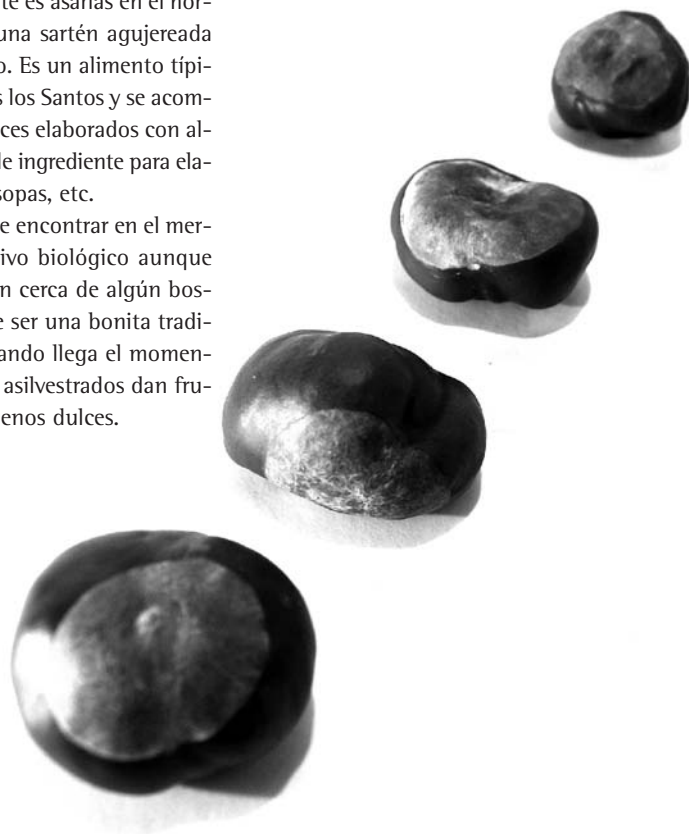 te es asarlas en el hor-
una sartén agujereada
o. Es un alimento típi-
s los Santos y se acom-
ces elaborados con al-
le ingrediente para ela-
sopas, etc.
e encontrar en el mer-
ivo biológico aunque
n cerca de algún bos-
e ser una bonita tradi-
ando llega el momen-
asilvestrados dan fru-
enos dulces.